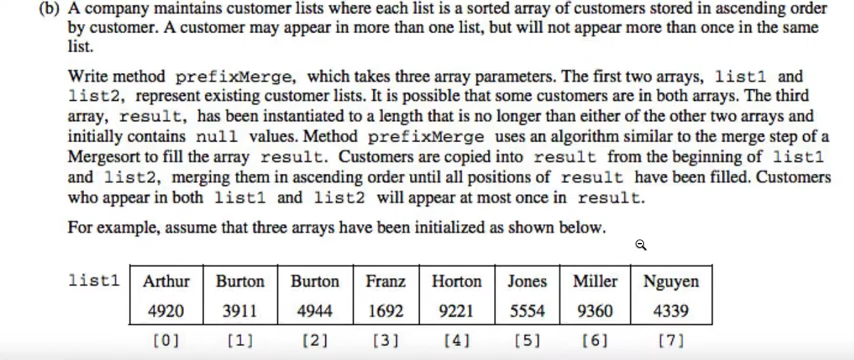 (b) A company maintains customer lists where each list is a sorted array of customers stored in ascending order
by customer. A customer may appear in more than one list, but will not appear more than once in the same
list.
Write method prefixMerge, which takes three array parameters. The first two arrays, list1 and
list2, represent existing customer lists. It is possible that some customers are in both arrays. The third
array, result, has been instantiated to a length that is no longer than either of the other two arrays and
initially contains null values. Method prefixMerge uses an algorithm similar to the merge step of a
Mergesort to fill the array result. Customers are copied into result from the beginning of list1
and list2, merging them in ascending order until all positions of result have been filled. Customers
who appear in both list1 and list2 will appear at most once in result.
For example, assume that three arrays have been initialized as shown below.
list1 Arthur Burton Burton Franz Horton Jones Miller Nguyen
4920 3911 4944 1692 9221 5554 9360 4339
[0] [1] [2] [3] [4] [5] [6] [7]